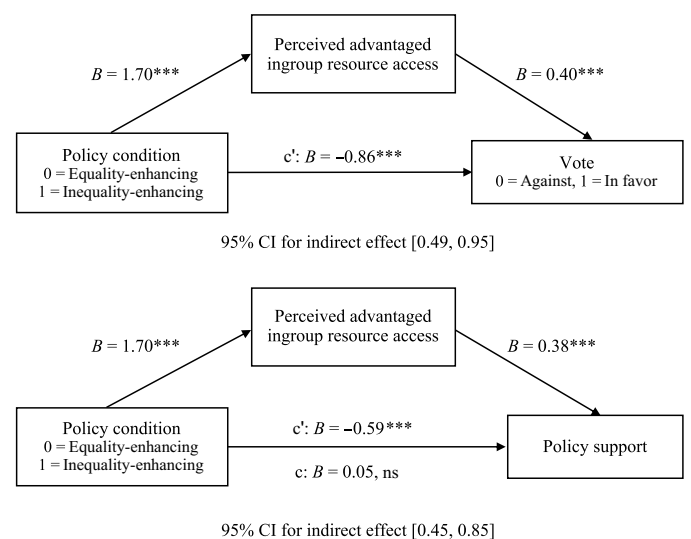 Perceived advantaged
ingroup resource access
B = 1.70***
B = 0.40***
Policy condition
0 = Equality-enhancing
1 = Inequality-enhancing
c': B = −0.86***
Vote
0 = Against, 1 = In favor
95% CI for indirect effect [0.49, 0.95]
Perceived advantaged
ingroup resource access
B = 1.70***
B = 0.38***
Policy condition
0 = Equality-enhancing
1 = Inequality-enhancing
c': B = −0.59***
c: B = 0.05, ns
Policy support
95% CI for indirect effect [0.45, 0.85]